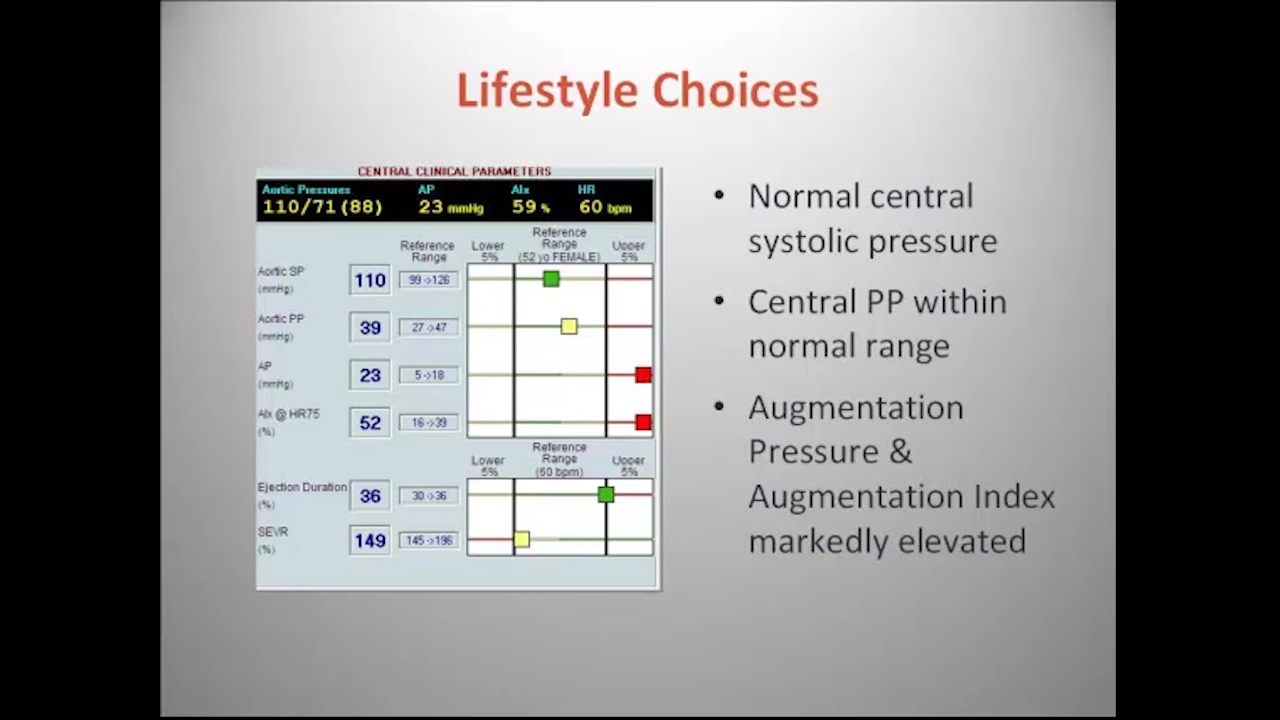 Lifestyle Choices
CENTRAL CLINICAL PARAMETERS
Aortic Pressures AP AIx HR
110/71 (88) 23 mmHg 59 % 60 bpm
Reference Range Lower 5% Reference Range (52 yo FEMALE) Upper 5%
Aortic SP (mmHg) 110 99->126
Aortic PP (mmHg) 39 27->47
AP (mmHg) 23 5->18
AIx @ HR75 (%) 52 16->39
Lower 5% Reference Range (60 bpm) Upper 5%
Ejection Duration (%) 36 30->36
SEVR (%) 149 145->196
• Normal central
systolic pressure
• Central PP within
normal range
• Augmentation
Pressure &
Augmentation Index
markedly elevated